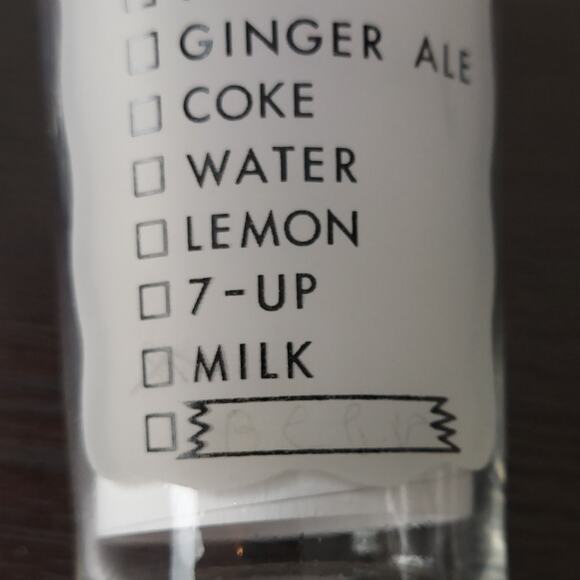 GINGER ALE
COKE
WATER
LEMON
7-UP
MILK